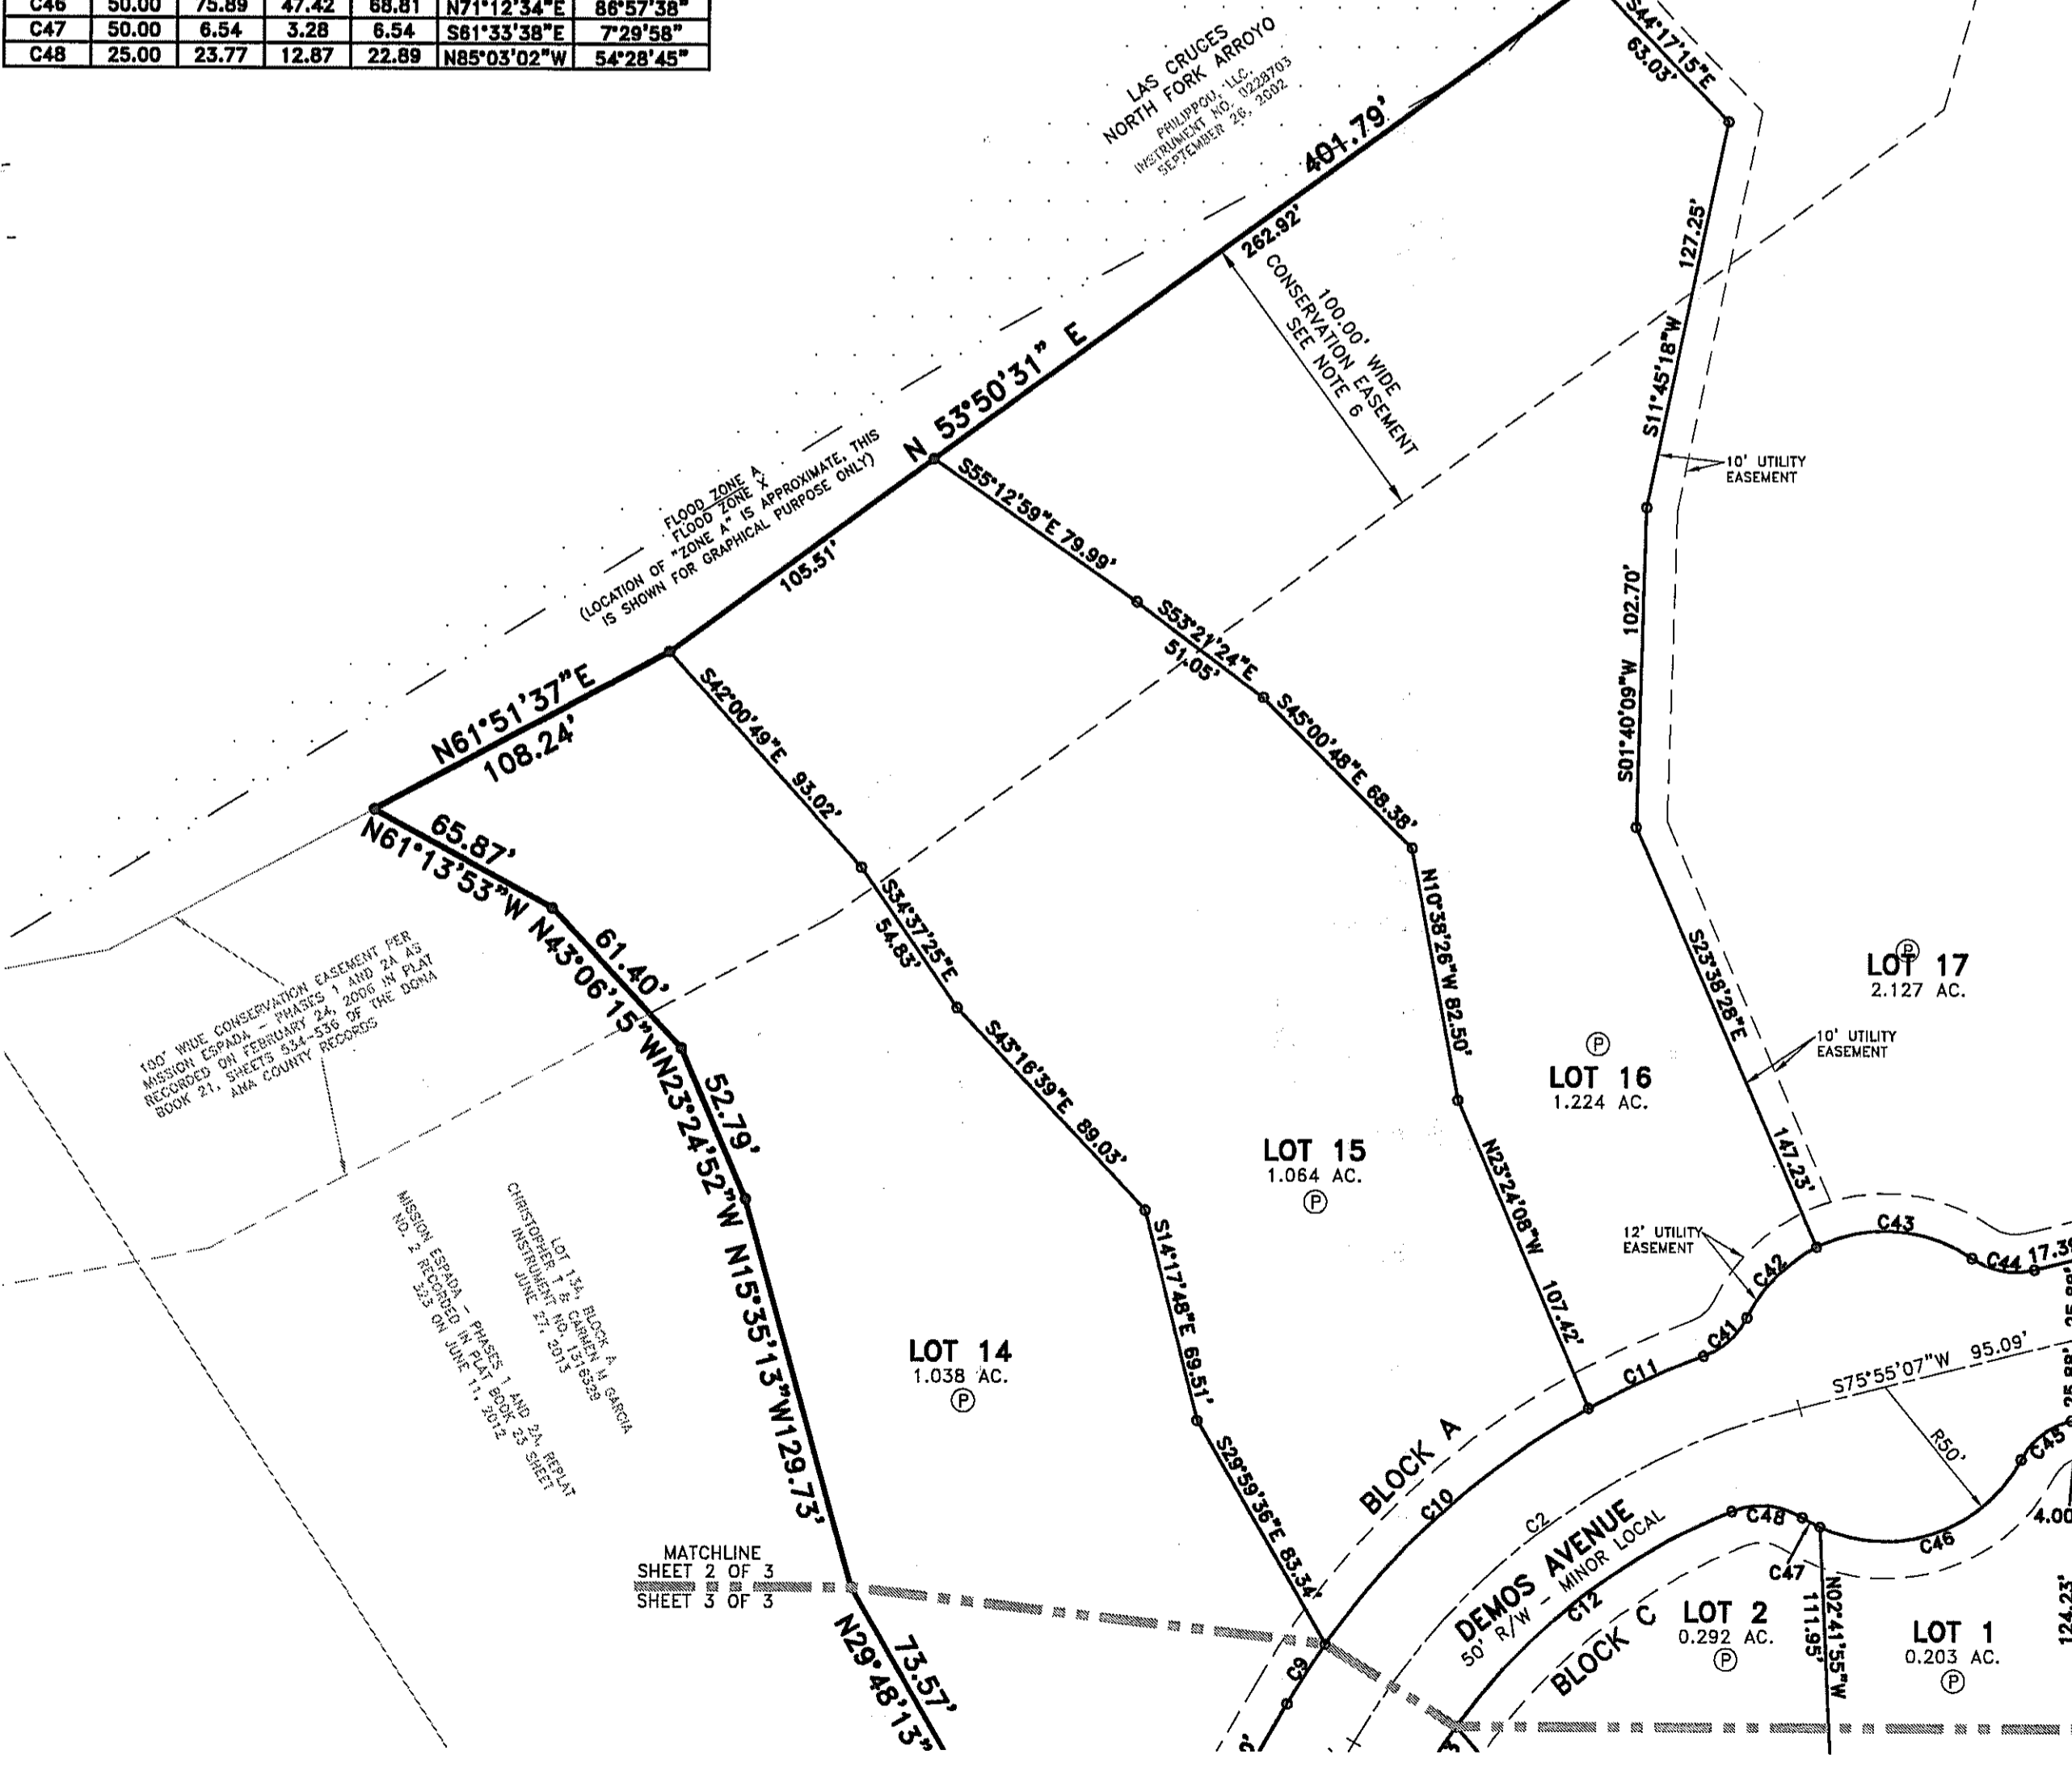 C46 50.00 75.89 47.42 68.81 N71°12'34"E 86°57'38"
C47 50.00 6.54 3.28 6.54 S61°33'38"E 7°29'58"
C48 25.00 23.77 12.87 22.89 N85°03'02"W 54°28'45"
LAS CRUCES
NORTH FORK ARROYO
PHILIPPOU, LLC.
INSTRUMENT NO. 0228703
SEPTEMBER 26, 2002
401.79'
262.92'
S44°17'15"E
63.03'
127.25'
S11°45'18"W
100.00' WIDE
CONSERVATION EASEMENT
SEE NOTE 6
10' UTILITY
EASEMENT
N 53°50'31" E
FLOOD ZONE A
FLOOD ZONE X
(LOCATION OF "ZONE A" IS APPROXIMATE, THIS
IS SHOWN FOR GRAPHICAL PURPOSE ONLY)
105.51'
S55°12'59"E 79.99'
S53°21'24"E
51.05'
S45°00'48"E 68.38'
S01°40'09"W 102.70'
N61°51'37"E
108.24'
S42°00'49"E 93.02'
S34°37'25"E
54.83'
S43°16'39"E 89.03'
N10°38'26"W 82.50'
S23°38'28"E
147.23'
65.87'
N61°13'53"W
61.40'
N43°06'15"W
52.79'
N23°24'52"W
N15°35'13"W 129.73'
100' WIDE CONSERVATION EASEMENT PER
MISSION ESPADA - PHASES 1 AND 2A AS
RECORDED ON FEBRUARY 24, 2006 IN PLAT
BOOK 21, SHEETS 534-536 OF THE DONA
ANA COUNTY RECORDS
LOT 17
2.127 AC.
P
10' UTILITY
EASEMENT
P
LOT 16
1.224 AC.
LOT 15
1.064 AC.
P
N23°24'08"W
107.42'
12' UTILITY
EASEMENT
C43
C42
C44
17.39
C41
C11
LOT 13A, BLOCK A
CHRISTOPHER T & CARMEN M GARCIA
INSTRUMENT NO. 1316329
JUNE 27, 2013
MISSION ESPADA - PHASES 1 AND 2A, REPLAT
NO. 2 RECORDED IN PLAT BOOK 23 SHEET
323 ON JUNE 11, 2012
S14°17'48"E 69.51'
LOT 14
1.038 AC.
P
S75°55'07"W 95.09'
25.88'
25.88'
R50'
C45
S29°59'36"E 83.34'
BLOCK A
C10
C2
DEMOS AVENUE
50' R/W - MINOR LOCAL
C12
C48
C47
C46
4.00
MATCHLINE
SHEET 2 OF 3
SHEET 3 OF 3
BLOCK C
LOT 2
0.292 AC.
P
N02°41'55"W
111.95'
LOT 1
0.203 AC.
P
124.23'
C9
73.57'
N29°48'13"